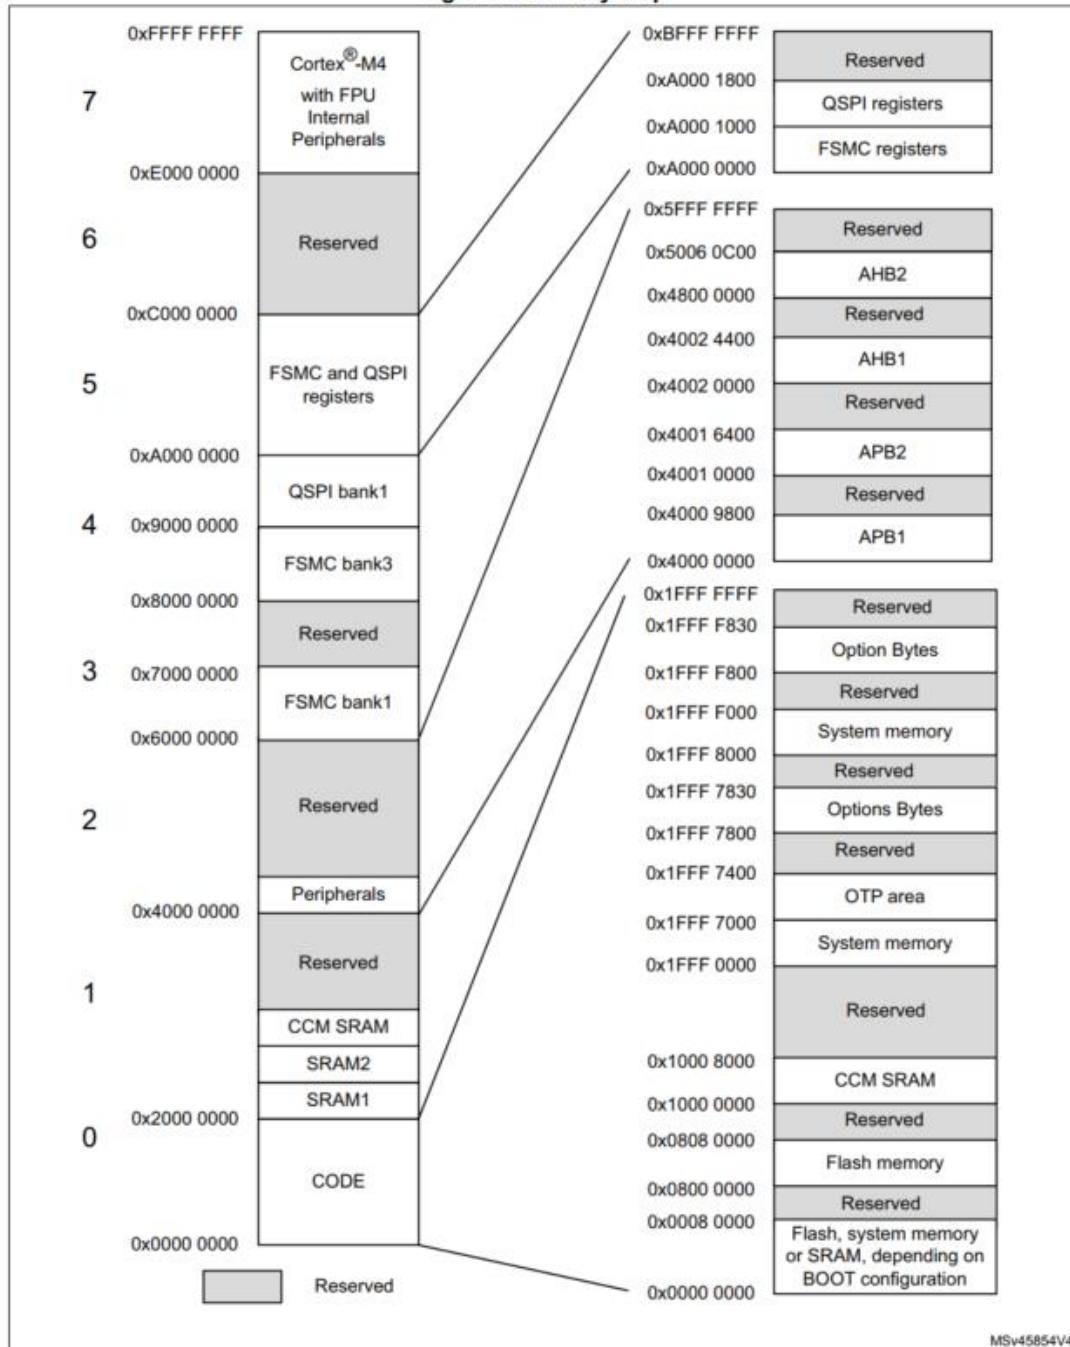 0xFFFF FFFF
Cortex®-M4
with FPU
Internal
Peripherals
7
0xE000 0000
6
Reserved
0xC000 0000
5
FSMC and QSPI
registers
0xA000 0000
QSPI bank1
4
0x9000 0000
FSMC bank3
0x8000 0000
Reserved
3
0x7000 0000
FSMC bank1
0x6000 0000
2
Reserved
Peripherals
0x4000 0000
Reserved
1
CCM SRAM
SRAM2
SRAM1
0x2000 0000
0
CODE
0x0000 0000
Reserved
0xBFFF FFFF
Reserved
0xA000 1800
QSPI registers
0xA000 1000
FSMC registers
0xA000 0000
0x5FFF FFFF
Reserved
0x5006 0C00
AHB2
0x4800 0000
Reserved
0x4002 4400
AHB1
0x4002 0000
Reserved
0x4001 6400
APB2
0x4001 0000
Reserved
0x4000 9800
APB1
0x4000 0000
0x1FFF FFFF
Reserved
0x1FFF F830
Option Bytes
0x1FFF F800
Reserved
0x1FFF F000
System memory
0x1FFF 8000
Reserved
0x1FFF 7830
Options Bytes
0x1FFF 7800
Reserved
0x1FFF 7400
OTP area
0x1FFF 7000
System memory
0x1FFF 0000
Reserved
0x1000 8000
CCM SRAM
0x1000 0000
Reserved
0x0808 0000
Flash memory
0x0800 0000
Reserved
0x0008 0000
Flash, system memory
or SRAM, depending on
BOOT configuration
0x0000 0000
MSv45854V4